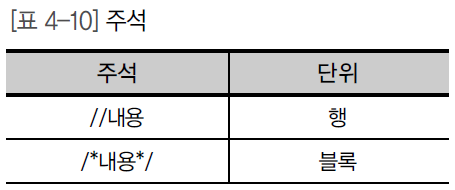 [표 4-10] 주석
주석 단위
//내용 행
/*내용*/ 블록